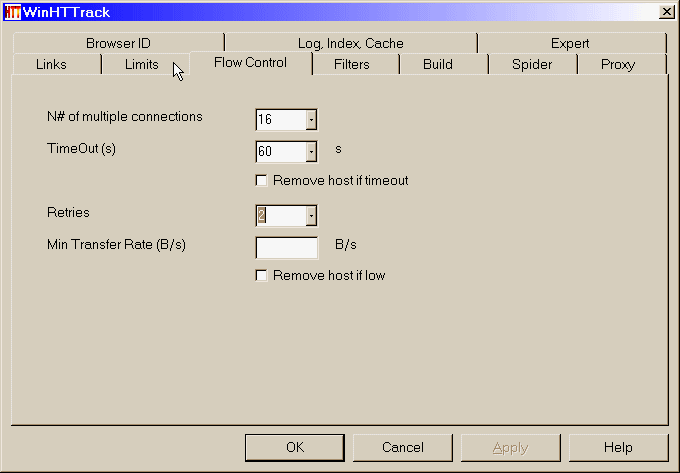 WinHTTrack
Browser ID Log, Index, Cache Expert
Links Limits Flow Control Filters Build Spider Proxy
N# of multiple connections 16
TimeOut (s) 60 s
Remove host if timeout
Retries 2
Min Transfer Rate (B/s) B/s
Remove host if low
OK Cancel Apply Help